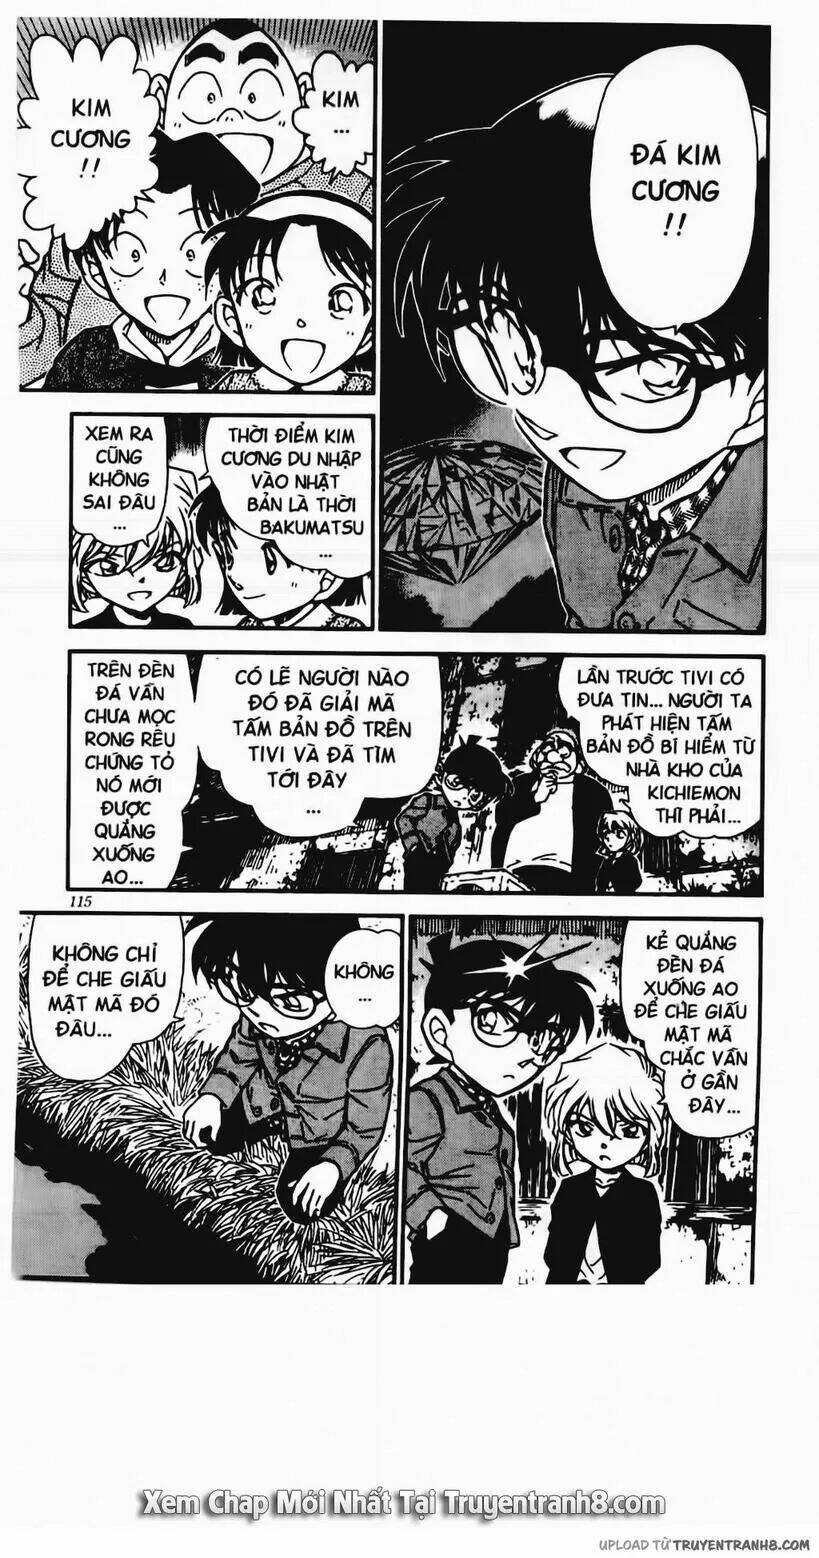 ĐÁ KIM
CƯƠNG
!!
KIM
...
KIM
CƯƠNG
!!
THỜI ĐIỂM KIM
CƯƠNG DU NHẬP
VÀO NHẬT
BẢN LÀ THỜI
BAKUMATSU
...
XEM RA
CŨNG
KHÔNG
SAI ĐÂU
...
LẦN TRƯỚC TIVI CÓ
ĐƯA TIN... NGƯỜI TA
PHÁT HIỆN TẤM
BẢN ĐỒ BÍ HIỂM TỪ
NHÀ KHO CỦA
KICHIEMON
THÌ PHẢI...
CÓ LẼ NGƯỜI NÀO
ĐÓ ĐÃ GIẢI MÃ
TẤM BẢN ĐỒ TRÊN
TIVI VÀ ĐÃ TÌM
TỚI ĐÂY
...
TRÊN ĐÈN
ĐÁ VẪN
CHƯA MỌC
RONG RÊU
CHỨNG TỎ
NÓ MỚI
ĐƯỢC
QUẲNG
XUỐNG
AO...
115
KẺ QUẲNG
ĐÈN ĐÁ
XUỐNG AO
ĐỂ CHE GIẤU
MẬT MÃ
CHẮC VẪN
Ở GẦN
ĐÂY...
KHÔNG
...
KHÔNG CHỈ
ĐỂ CHE GIẤU
MẬT MÃ ĐÓ
ĐÂU...
Xem Chap Mới Nhất Tại Truyentranh8.com
UPLOAD TỪ TRUYENTRANH8.COM